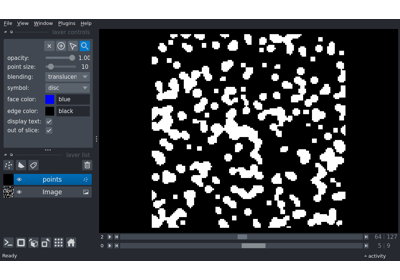 File View Window Plugins Help
layer controls
opacity: 1.00
point size: 10
blending: translucen
symbol: disc
face color: blue
edge color: black
display text:
out of slice:
layer list
points
Image
2 64 127
0 5 9
Ready activity